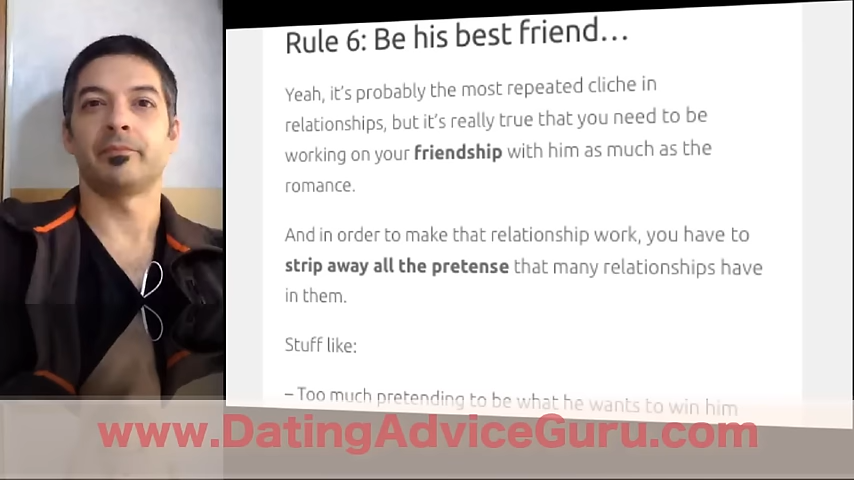 Rule 6: Be his best friend...
Yeah, it's probably the most repeated cliche in
relationships, but it's really true that you need to be
working on your friendship with him as much as the
romance.
And in order to make that relationship work, you have to
strip away all the pretense that many relationships have
in them.
Stuff like:
– Too much pretending to be what he wants to win him
www.DatingAdviceGuru.com